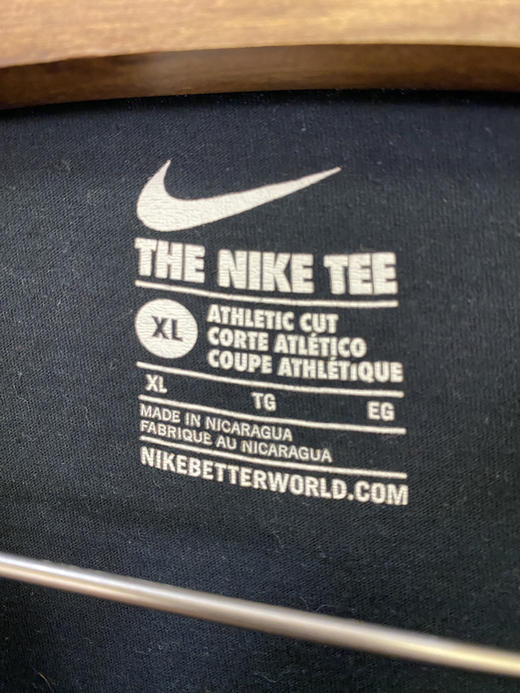 THE NIKE TEE
XL
ATHLETIC CUT
CORTE ATLÉTICO
COUPE ATHLÉTIQUE
XL TG EG
MADE IN NICARAGUA
FABRIQUE AU NICARAGUA
NIKEBETTERWORLD.COM